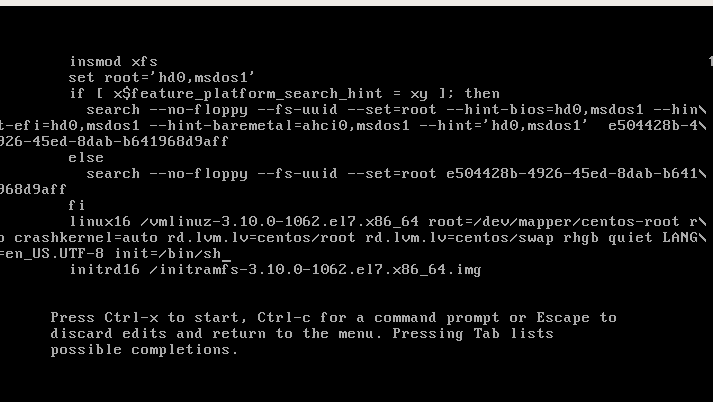 insmod xfs
set root='hd0,msdos1'
if [ x$feature_platform_search_hint = xy ]; then
search --no-floppy --fs-uuid --set=root --hint-bios=hd0,msdos1 --hin\
t-efi=hd0,msdos1 --hint-baremetal=ahci0,msdos1 --hint='hd0,msdos1'  e504428b-4\
926-45ed-8dab-b641968d9aff
else
search --no-floppy --fs-uuid --set=root e504428b-4926-45ed-8dab-b641\
968d9aff
fi
linux16 /vmlinuz-3.10.0-1062.el7.x86_64 root=/dev/mapper/centos-root r\
o crashkernel=auto rd.lvm.lv=centos/root rd.lvm.lv=centos/swap rhgb quiet LANG\
=en_US.UTF-8 init=/bin/sh_
initrd16 /initramfs-3.10.0-1062.el7.x86_64.img
Press Ctrl-x to start, Ctrl-c for a command prompt or Escape to
discard edits and return to the menu. Pressing Tab lists
possible completions.